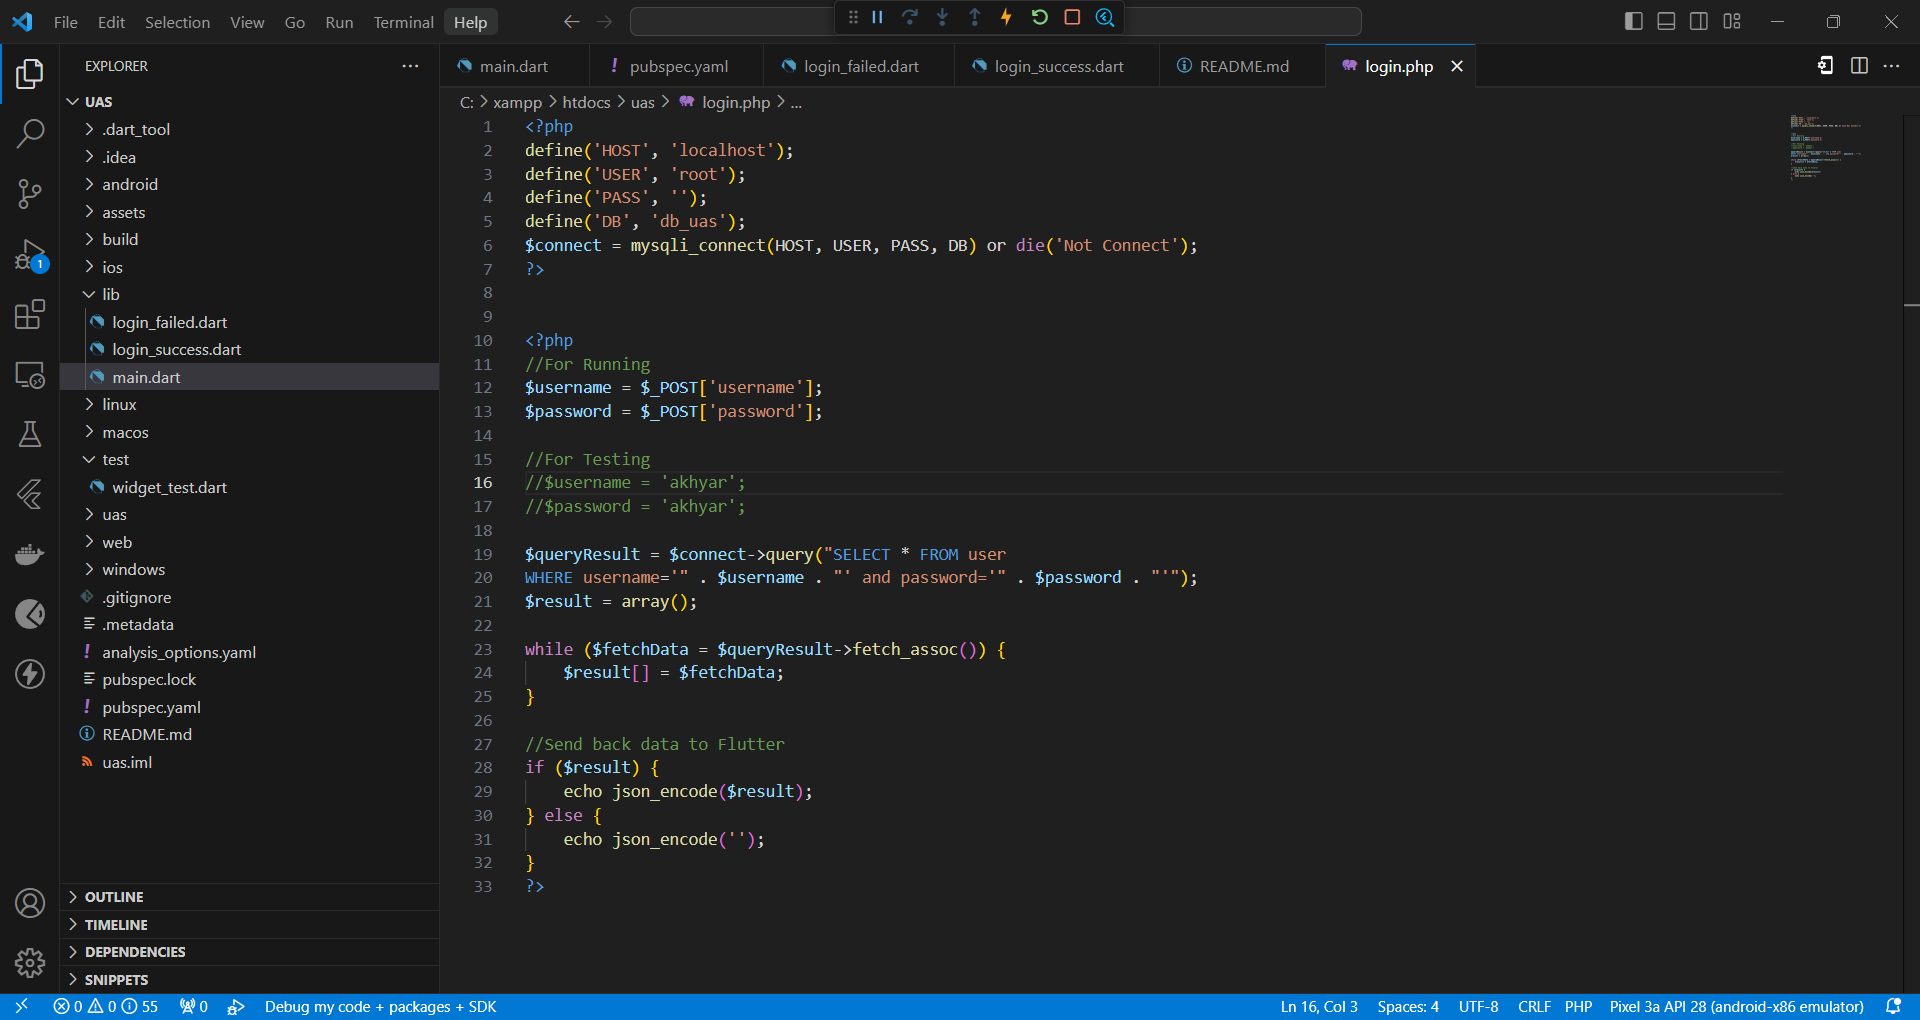 File Edit Selection View Go Run Terminal Help
EXPLORER
main.dart
pubspec.yaml
login_failed.dart
login_success.dart
README.md
login.php
C: > xampp > htdocs > uas > login.php > ...
UAS
.dart_tool
.idea
android
assets
build
ios
lib
login_failed.dart
login_success.dart
main.dart
linux
macos
test
widget_test.dart
uas
web
windows
.gitignore
.metadata
analysis_options.yaml
pubspec.lock
pubspec.yaml
README.md
uas.iml
OUTLINE
TIMELINE
DEPENDENCIES
SNIPPETS
1
1 <?php
2 define('HOST', 'localhost');
3 define('USER', 'root');
4 define('PASS', '');
5 define('DB', 'db_uas');
6 $connect = mysqli_connect(HOST, USER, PASS, DB) or die('Not Connect');
7 ?>
8
9
10 <?php
11 //For Running
12 $username = $_POST['username'];
13 $password = $_POST['password'];
14
15 //For Testing
16 //$username = 'akhyar';
17 //$password = 'akhyar';
18
19 $queryResult = $connect->query("SELECT * FROM user
20 WHERE username='" . $username . "' and password='" . $password . "'");
21 $result = array();
22
23 while ($fetchData = $queryResult->fetch_assoc()) {
24     $result[] = $fetchData;
25 }
26
27 //Send back data to Flutter
28 if ($result) {
29     echo json_encode($result);
30 } else {
31     echo json_encode('');
32 }
33 ?>
0 0 55 0 Debug my code + packages + SDK Ln 16, Col 3 Spaces: 4 UTF-8 CRLF PHP Pixel 3a API 28 (android-x86 emulator)